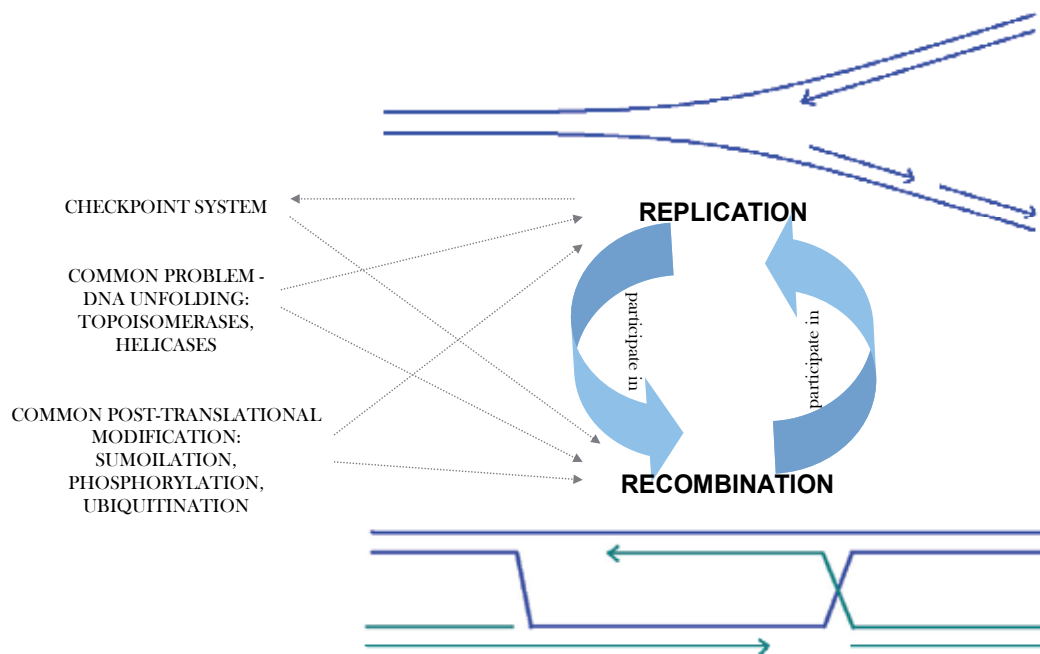 CHECKPOINT SYSTEM
REPLICATION
COMMON PROBLEM -
DNA UNFOLDING:
TOPOISOMERASES,
HELICASES
participate in
participate in
COMMON POST-TRANSLATIONAL
MODIFICATION:
SUMOILATION,
PHOSPHORYLATION,
UBIQUITINATION
RECOMBINATION